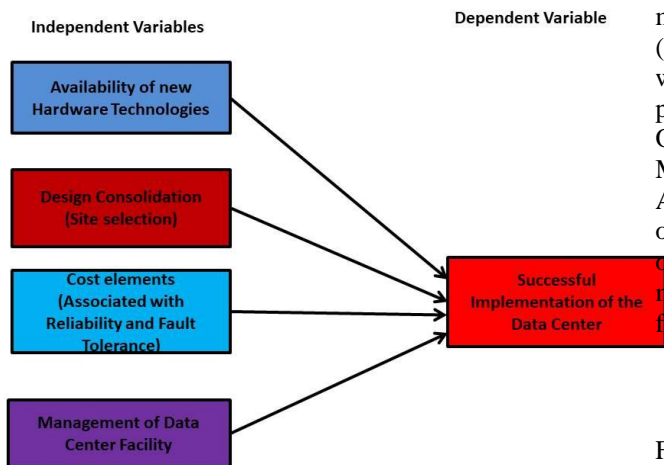 Independent Variables
Dependent Variable
Availability of new
Hardware Technologies
Design Consolidation
(Site selection)
Cost elements
(Associated with
Reliability and Fault
Tolerance)
Management of Data
Center Facility
Successful
Implementation of the
Data Center